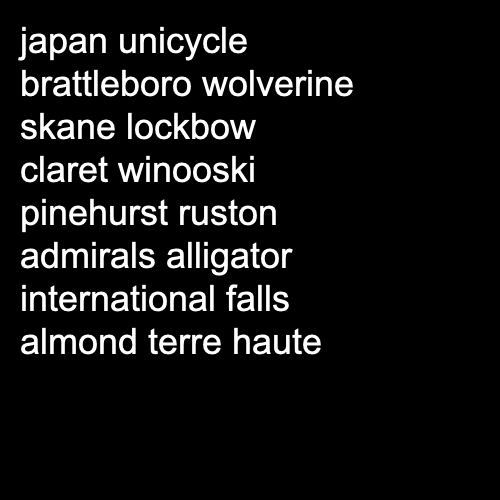 japan unicycle
brattleboro wolverine
skane lockbow
claret winooski
pinehurst ruston
admirals alligator
international falls
almond terre haute